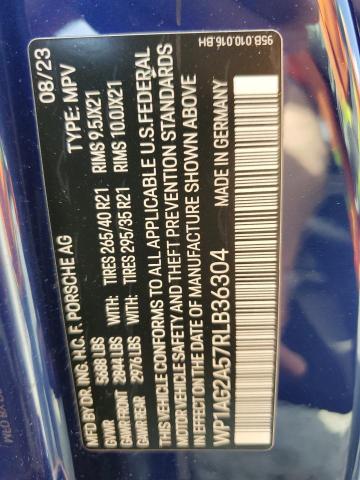 95B.010.016.BH
08/23
MFD. BY DR. ING. H.C. F. PORSCHE AG TYPE: MPV
GVWR 5688 LBS WITH: TIRES 265/40 R21 RIMS 9,5JX21
GAWR FRONT 2844 LBS WITH: TIRES 295/35 R21 RIMS 10.0JX21
GAWR REAR 2976 LBS
THIS VEHICLE CONFORMS TO ALL APPLICABLE U.S. FEDERAL
MOTOR VEHICLE SAFETY AND THEFT PREVENTION STANDARDS
IN EFFECT ON THE DATE OF MANUFACTURE SHOWN ABOVE
WP1AG2A57RLB36304 MADE IN GERMANY